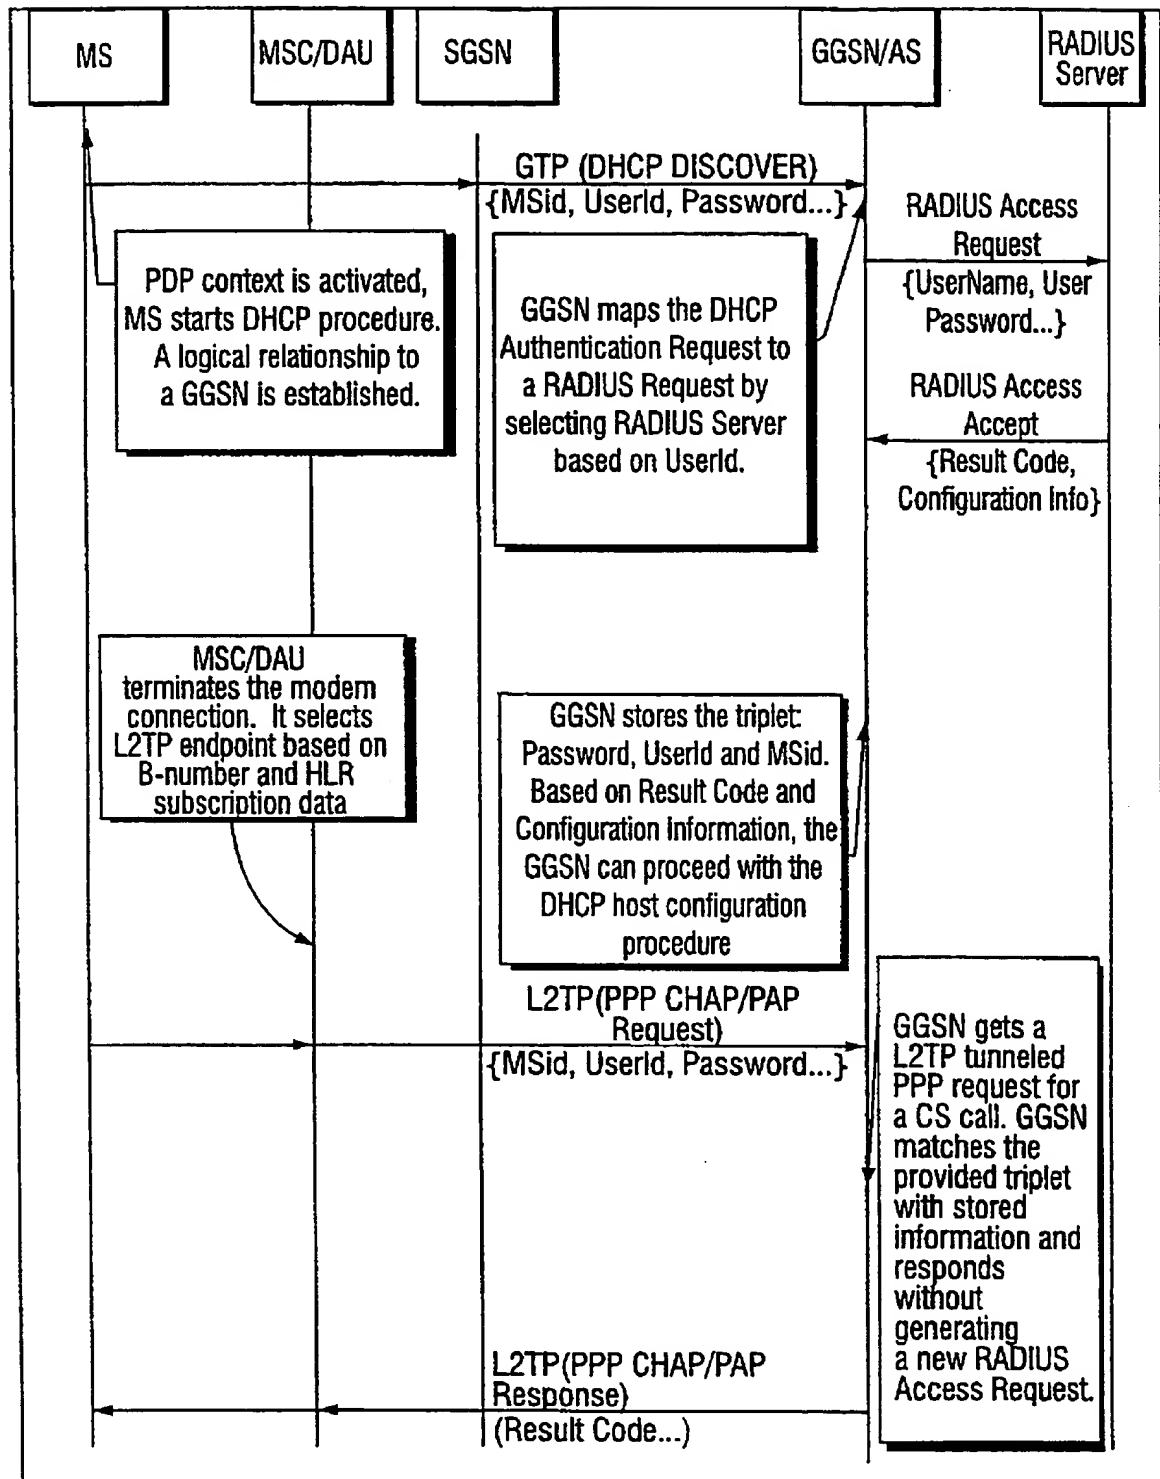 MS
MSC/DAU
SGSN
GGSN/AS
RADIUS
Server
GTP (DHCP DISCOVER)
{MSid, UserId, Password...}
RADIUS Access
Request
{UserName, User
Password...}
PDP context is activated,
MS starts DHCP procedure.
A logical relationship to
a GGSN is established.
GGSN maps the DHCP
Authentication Request to
a RADIUS Request by
selecting RADIUS Server
based on UserId.
RADIUS Access
Accept
{Result Code,
Configuration Info}
MSC/DAU
terminates the modem
connection. It selects
L2TP endpoint based on
B-number and HLR
subscription data
GGSN stores the triplet:
Password, UserId and MSid.
Based on Result Code and
Configuration Information, the
GGSN can proceed with the
DHCP host configuration
procedure
L2TP(PPP CHAP/PAP
Request)
{MSid, UserId, Password...}
GGSN gets a
L2TP tunneled
PPP request for
a CS call. GGSN
matches the
provided triplet
with stored
information and
responds
without
generating
a new RADIUS
Access Request.
L2TP(PPP CHAP/PAP
Response)
(Result Code...)